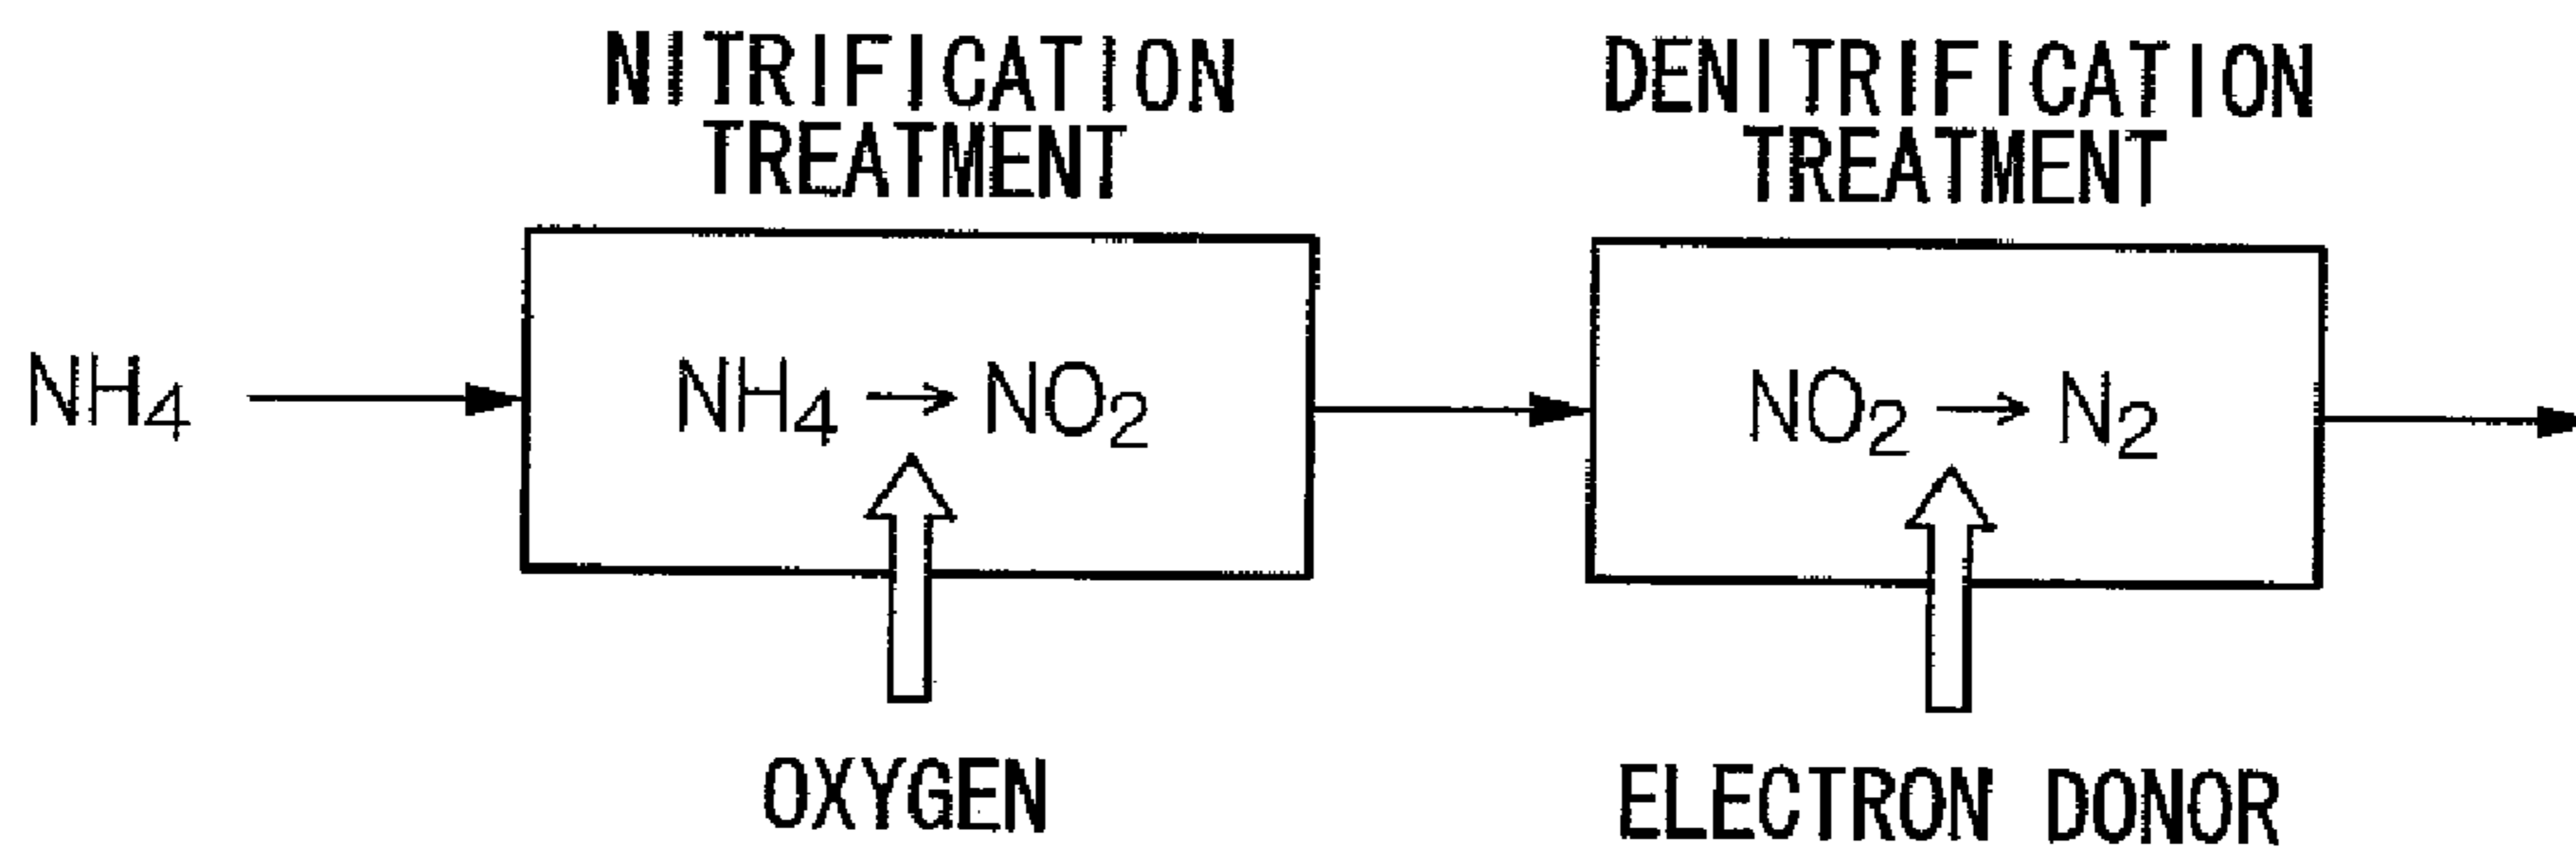 NITRIFICATION
TREATMENT
DENITRIFICATION
TREATMENT
NH4
NH4 → NO2
NO2 → N2
OXYGEN
ELECTRON DONOR